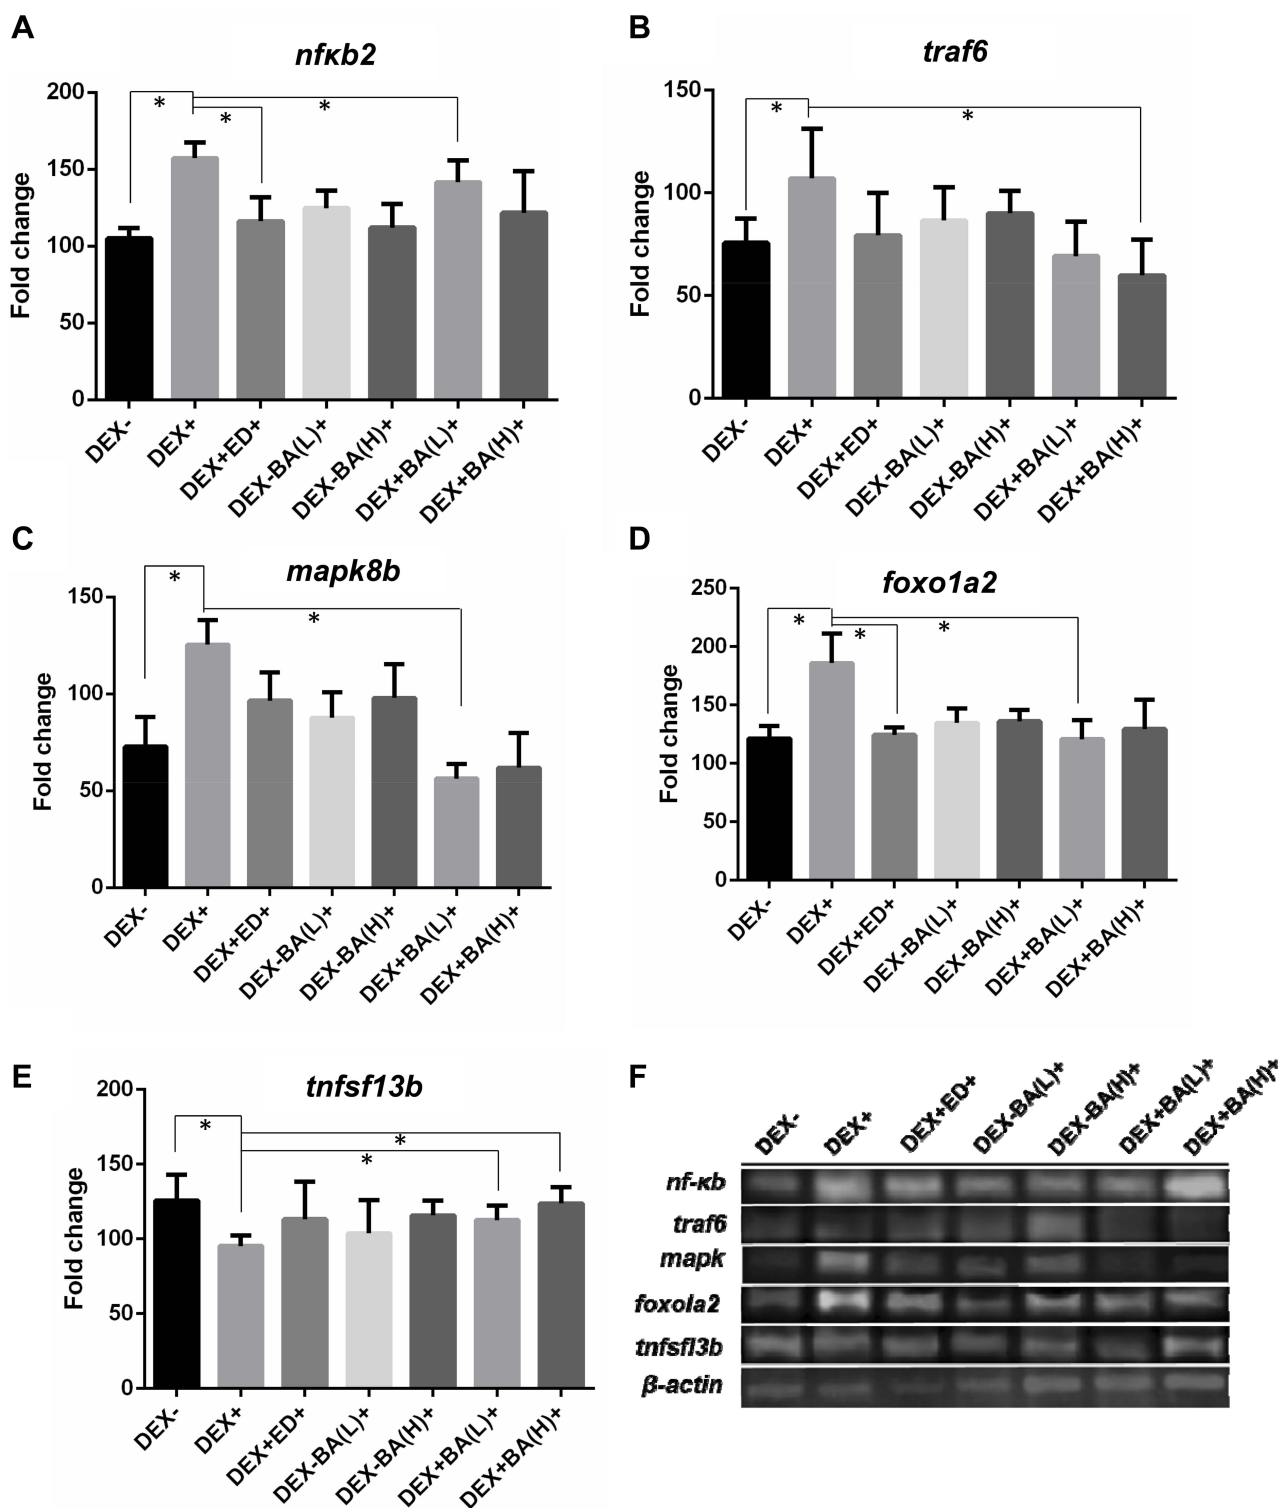 A
nfκb2
Fold change
200
150
100
50
0
*
*
*
DEX-
DEX+
DEX+ED+
DEX-BA(L)+
DEX-BA(H)+
DEX+BA(L)+
DEX+BA(H)+
B
traf6
Fold change
150
100
50
0
*
*
DEX-
DEX+
DEX+ED+
DEX-BA(L)+
DEX-BA(H)+
DEX+BA(L)+
DEX+BA(H)+
C
mapk8b
Fold change
150
100
50
0
*
*
DEX-
DEX+
DEX+ED+
DEX-BA(L)+
DEX-BA(H)+
DEX+BA(L)+
DEX+BA(H)+
D
foxo1a2
Fold change
250
200
150
100
50
0
*
*
*
DEX-
DEX+
DEX+ED+
DEX-BA(L)+
DEX-BA(H)+
DEX+BA(L)+
DEX+BA(H)+
E
tnfsf13b
Fold change
200
150
100
50
0
*
*
*
DEX-
DEX+
DEX+ED+
DEX-BA(L)+
DEX-BA(H)+
DEX+BA(L)+
DEX+BA(H)+
F
DEX-
DEX+
DEX+ED+
DEX-BA(L)+
DEX-BA(H)+
DEX+BA(L)+
DEX+BA(H)+
nf-κb
traf6
mapk
foxola2
tnfsfl3b
β-actin